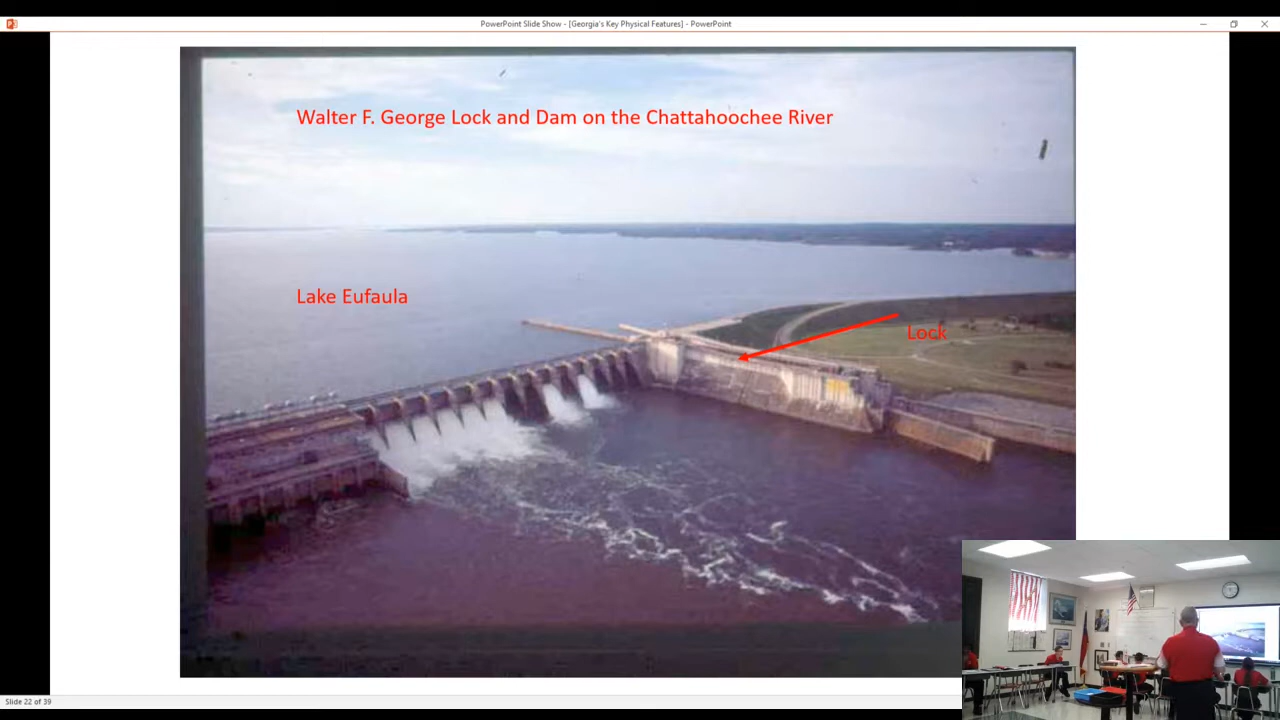 PowerPoint Slide Show - [Georgia's Key Physical Features] - PowerPoint
Walter F. George Lock and Dam on the Chattahoochee River
Lake Eufaula
Lock
Slide 22 of 39